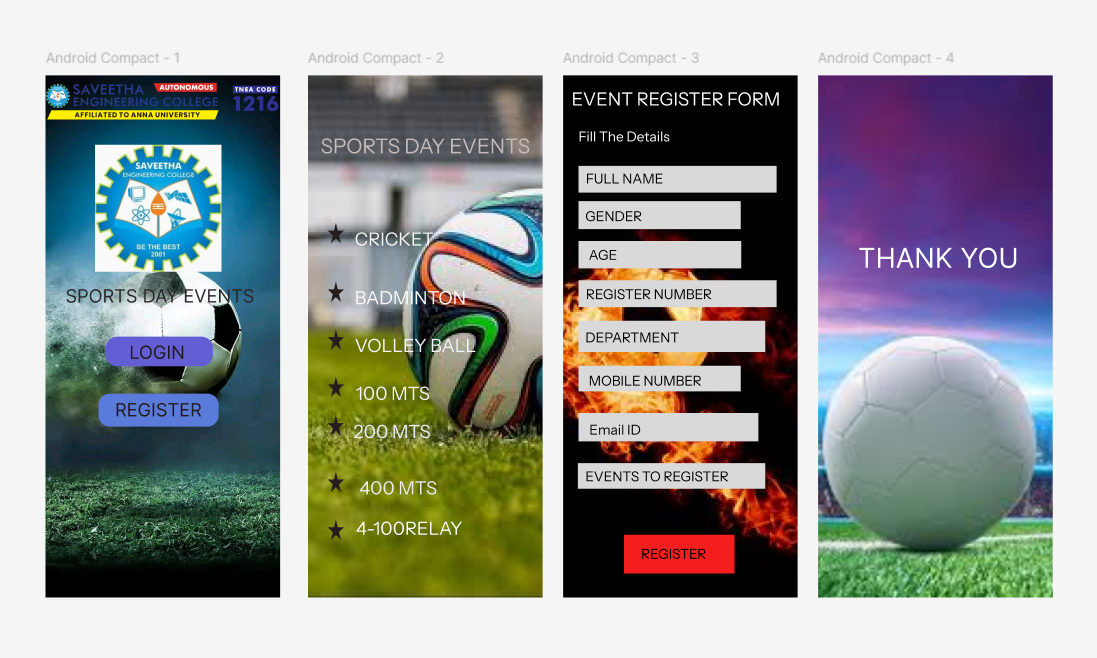 Android Compact - 1
SAVEETHA
AUTONOMOUS
ENGINEERING COLLEGE
AFFILIATED TO ANNA UNIVERSITY
TNEA CODE
1216
SAVEETHA
ENGINEERING COLLEGE
BE THE BEST
2001
SPORTS DAY EVENTS
LOGIN
REGISTER
Android Compact - 2
SPORTS DAY EVENTS
CRICKET
BADMINTON
VOLLEY BALL
100 MTS
200 MTS
400 MTS
4-100RELAY
Android Compact - 3
EVENT REGISTER FORM
Fill The Details
FULL NAME
GENDER
AGE
REGISTER NUMBER
DEPARTMENT
MOBILE NUMBER
Email ID
EVENTS TO REGISTER
REGISTER
Android Compact - 4
THANK YOU